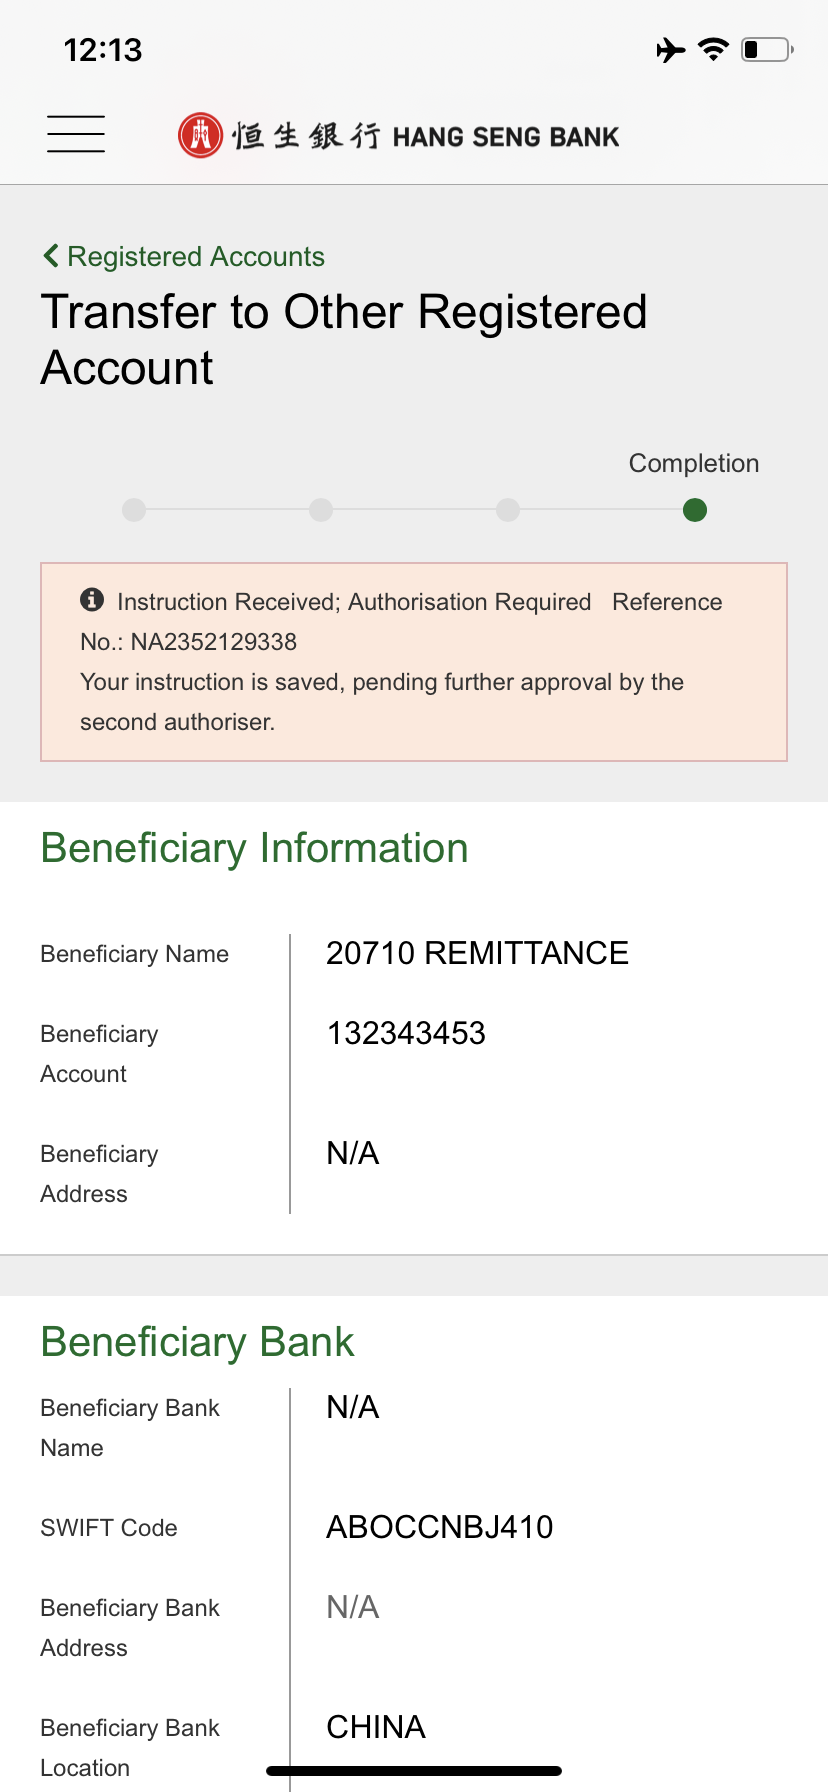 12:13
恒生銀行 HANG SENG BANK
Registered Accounts
Transfer to Other Registered
Account
Completion
Instruction Received; Authorisation Required Reference
No.: NA2352129338
Your instruction is saved, pending further approval by the
second authoriser.
Beneficiary Information
Beneficiary Name 20710 REMITTANCE
Beneficiary 132343453
Account
Beneficiary N/A
Address
Beneficiary Bank
Beneficiary Bank N/A
Name
SWIFT Code ABOCCNBJ410
Beneficiary Bank N/A
Address
Beneficiary Bank CHINA
Location